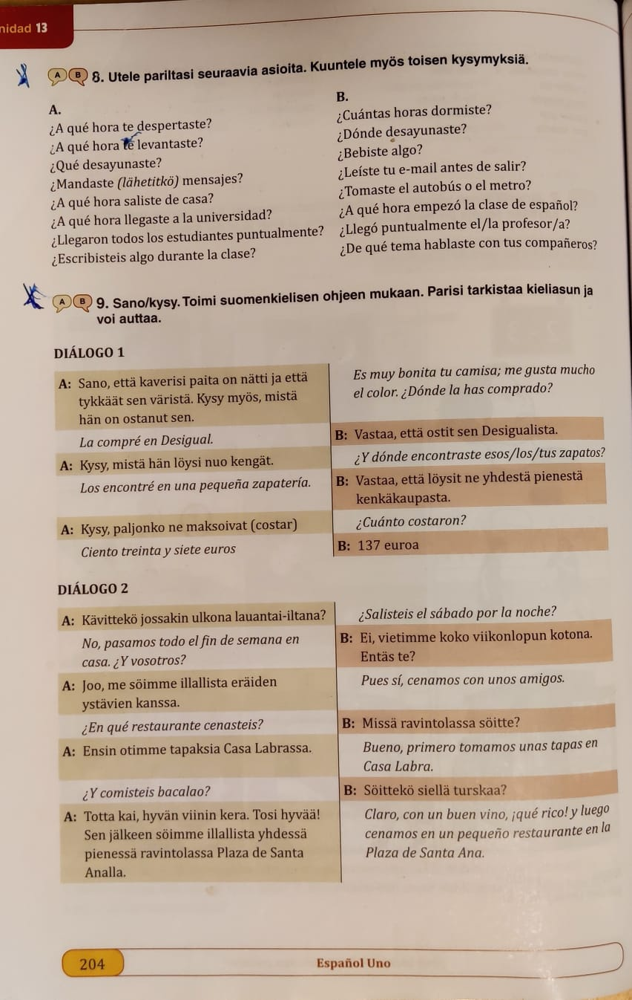 nidad 13
A B 8. Utele pariltasi seuraavia asioita. Kuuntele myös toisen kysymyksiä.
A.
¿A qué hora te despertaste?
¿A qué hora te levantaste?
¿Qué desayunaste?
¿Mandaste (lähetitkö) mensajes?
¿A qué hora saliste de casa?
¿A qué hora llegaste a la universidad?
¿Llegaron todos los estudiantes puntualmente?
¿Escribisteis algo durante la clase?
B.
¿Cuántas horas dormiste?
¿Dónde desayunaste?
¿Bebiste algo?
¿Leíste tu e-mail antes de salir?
¿Tomaste el autobús o el metro?
¿A qué hora empezó la clase de español?
¿Llegó puntualmente el/la profesor/a?
¿De qué tema hablaste con tus compañeros?
A B 9. Sano/kysy. Toimi suomenkielisen ohjeen mukaan. Parisi tarkistaa kieliasun ja
voi auttaa.
DIÁLOGO 1
A: Sano, että kaverisi paita on nätti ja että
tykkäät sen väristä. Kysy myös, mistä
hän on ostanut sen.
Es muy bonita tu camisa; me gusta mucho
el color. ¿Dónde la has comprado?
La compré en Desigual.
B: Vastaa, että ostit sen Desigualista.
A: Kysy, mistä hän löysi nuo kengät.
¿Y dónde encontraste esos/los/tus zapatos?
Los encontré en una pequeña zapatería.
B: Vastaa, että löysit ne yhdestä pienestä
kenkäkaupasta.
A: Kysy, paljonko ne maksoivat (costar)
¿Cuánto costaron?
Ciento treinta y siete euros
B: 137 euroa
DIÁLOGO 2
A: Kävittekö jossakin ulkona lauantai-iltana?
¿Salisteis el sábado por la noche?
No, pasamos todo el fin de semana en
casa. ¿Y vosotros?
B: Ei, vietimme koko viikonlopun kotona.
Entäs te?
A: Joo, me söimme illallista eräiden
ystävien kanssa.
Pues sí, cenamos con unos amigos.
¿En qué restaurante cenasteis?
B: Missä ravintolassa söitte?
A: Ensin otimme tapaksia Casa Labrassa.
Bueno, primero tomamos unas tapas en
Casa Labra.
¿Y comisteis bacalao?
B: Söittekö siellä turskaa?
A: Totta kai, hyvän viinin kera. Tosi hyvää!
Sen jälkeen söimme illallista yhdessä
pienessä ravintolassa Plaza de Santa
Analla.
Claro, con un buen vino, ¡qué rico! y luego
cenamos en un pequeño restaurante en la
Plaza de Santa Ana.
204
Español Uno